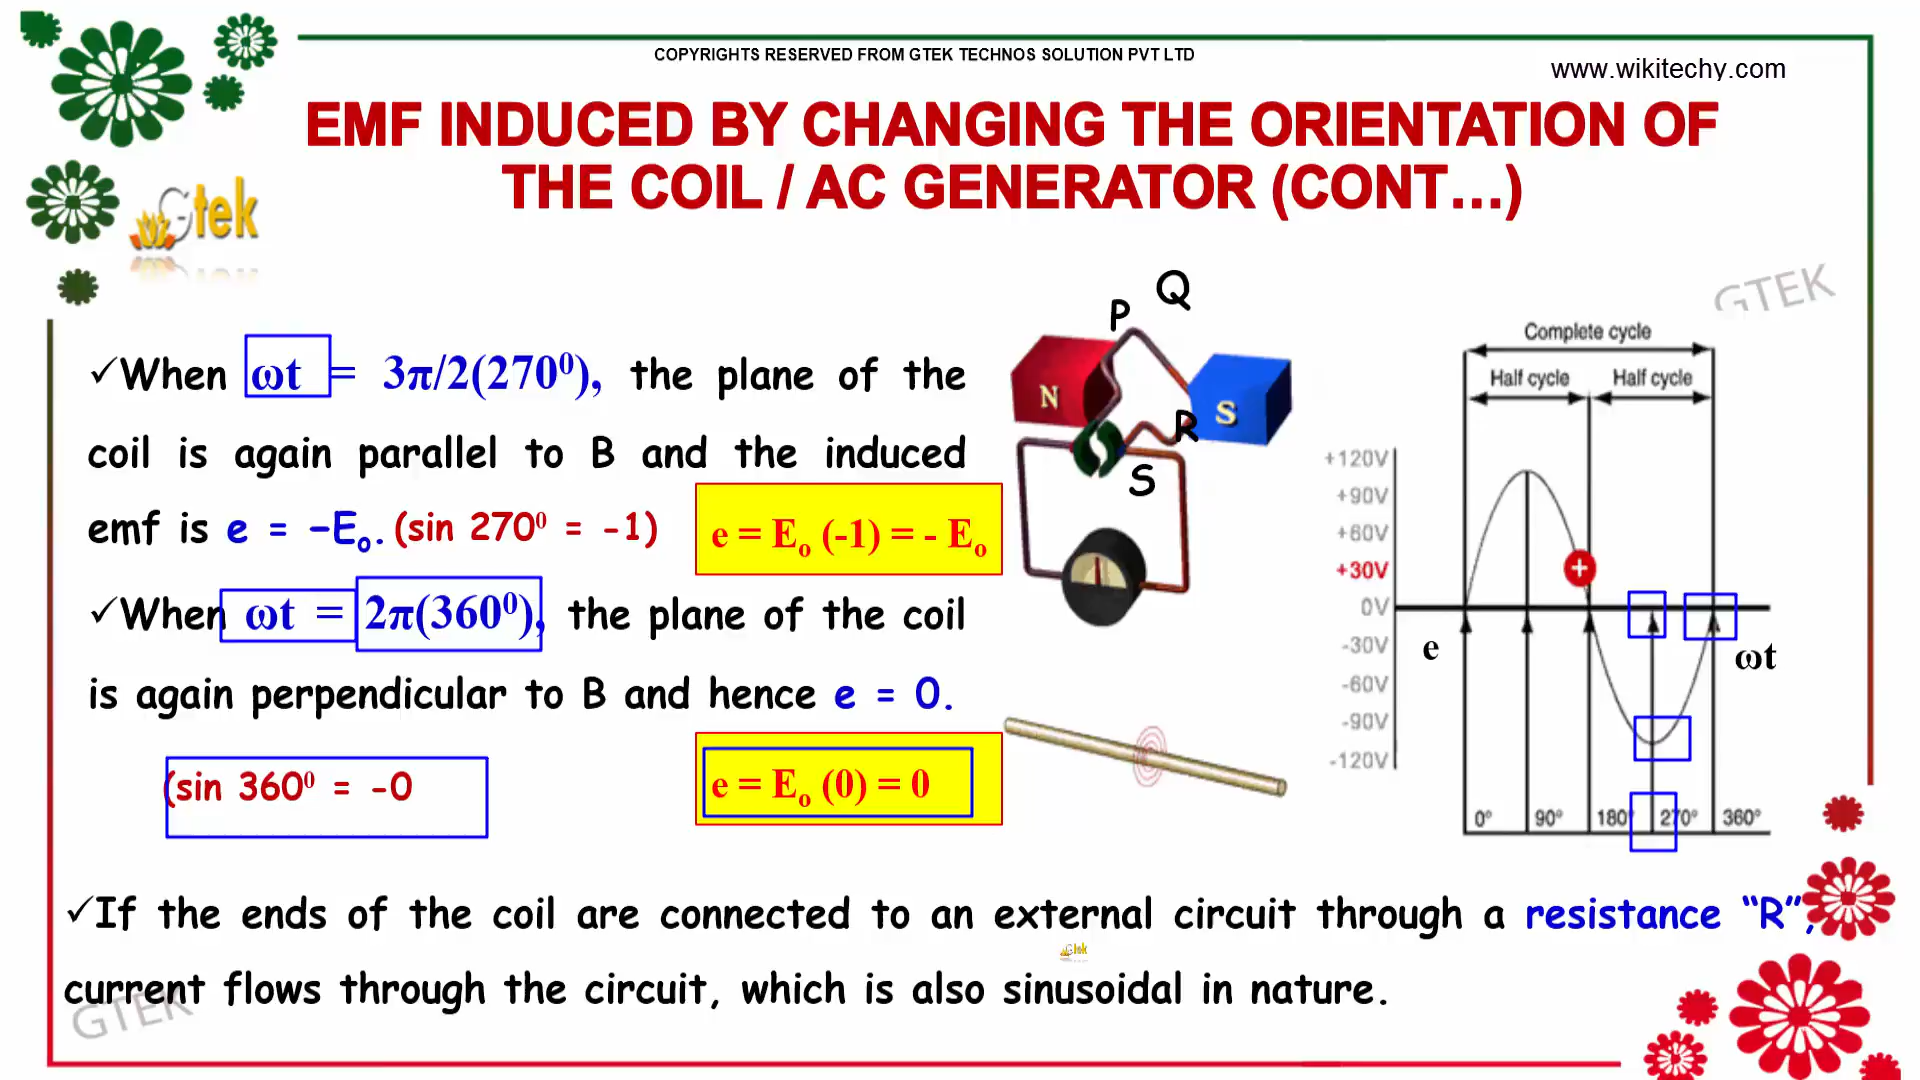 COPYRIGHTS RESERVED FROM GTEK TECHNOS SOLUTION PVT LTD
www.wikitechy.com
EMF INDUCED BY CHANGING THE ORIENTATION OF
THE COIL / AC GENERATOR (CONT...)
Gtek
GTEK
✓When ωt = 3π/2(270⁰), the plane of the
coil is again parallel to B and the induced
emf is e = −Eₒ. (sin 270⁰ = -1)
e = Eₒ (-1) = - Eₒ
✓When ωt = 2π(360⁰), the plane of the coil
is again perpendicular to B and hence e = 0.
(sin 360⁰ = -0
e = Eₒ (0) = 0
P
Q
N
S
R
S
Complete cycle
Half cycle
Half cycle
+120V
+90V
+60V
+30V
0V
-30V
-60V
-90V
-120V
+
e
ωt
0°
90°
180°
270°
360°
✓If the ends of the coil are connected to an external circuit through a resistance “R”,
current flows through the circuit, which is also sinusoidal in nature.
Gtek
GTEK